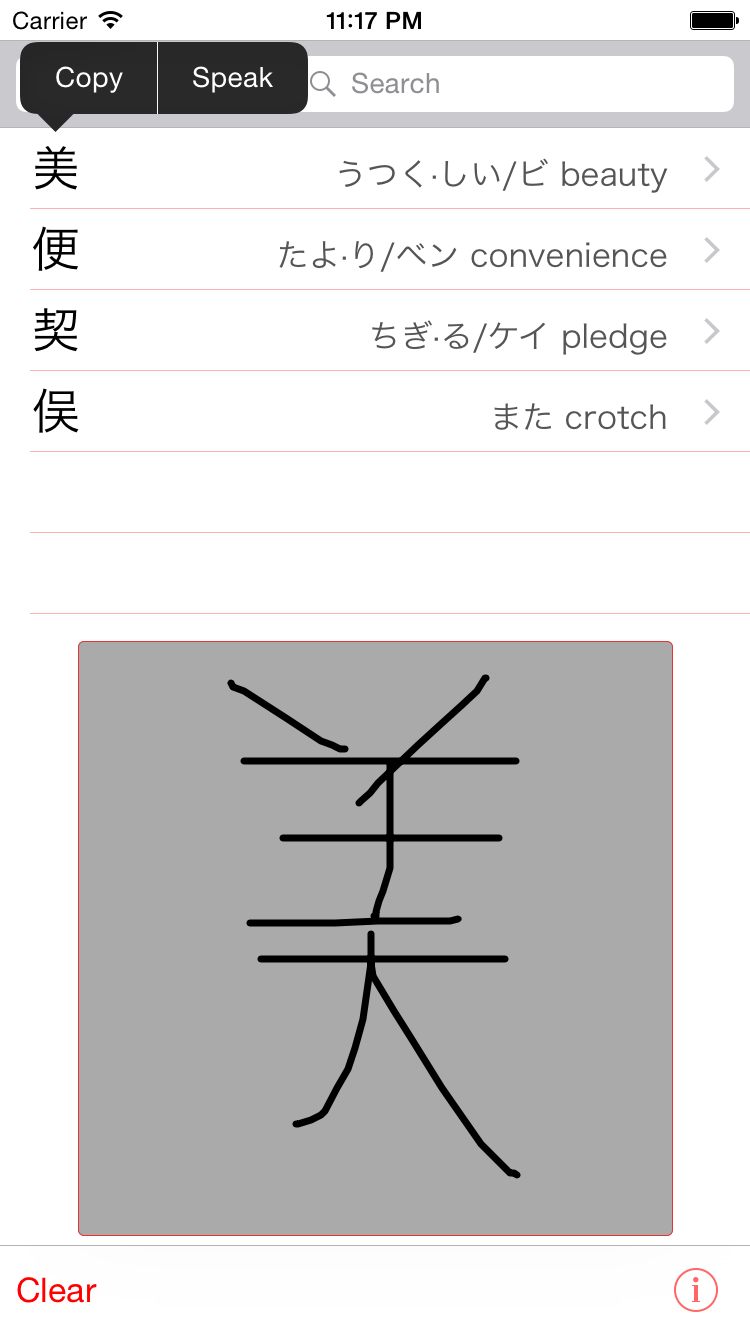 Carrier 11:17 PM
Copy Speak Search
美 うつく·しい/ビ beauty
便 たよ·り/ベン convenience
契 ちぎ·る/ケイ pledge
俣 また crotch
美
Clear